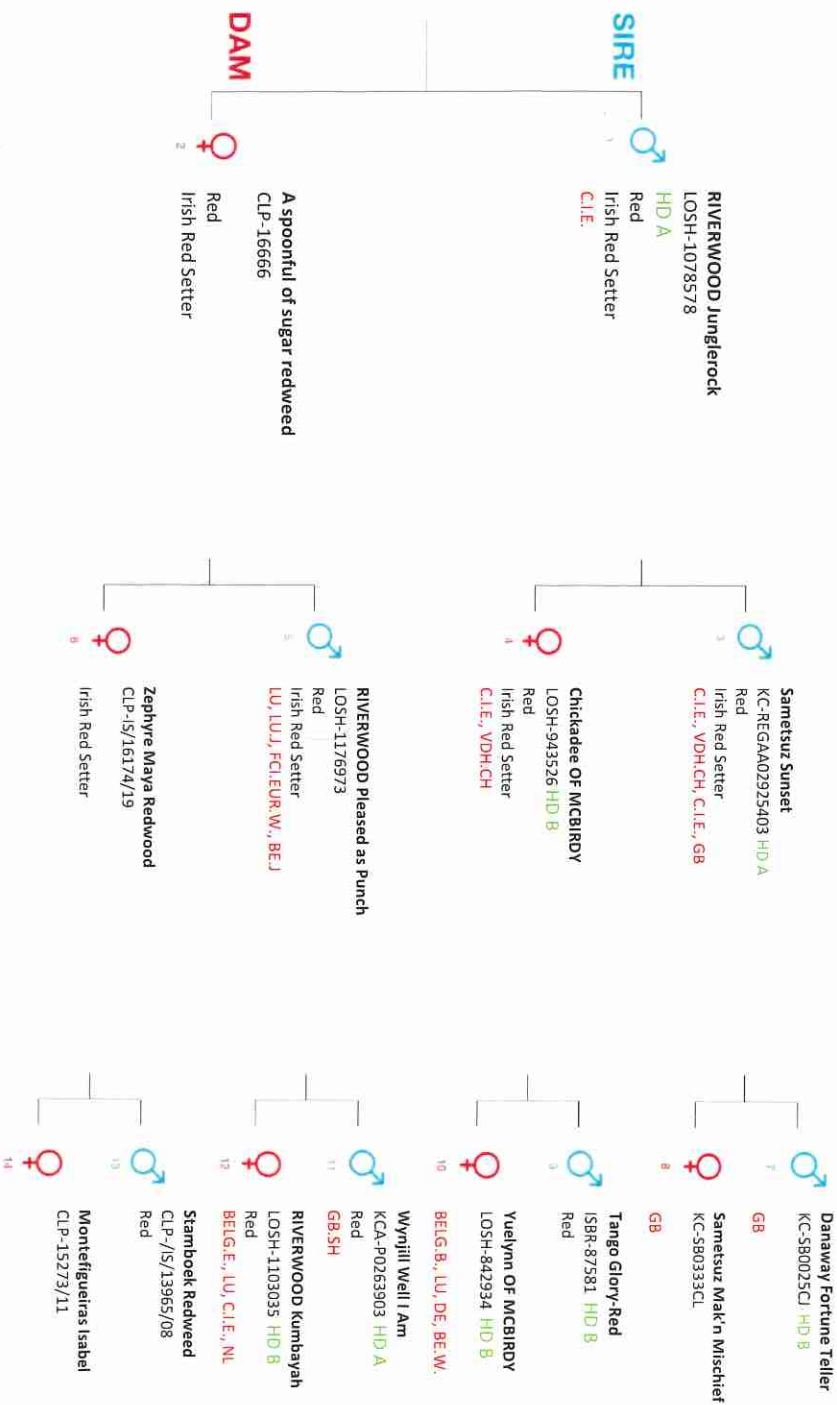 SIRE
1
RIVERWOOD Junglerock
LOSH-1078578
HD A
Red
Irish Red Setter
C.I.E.
DAM
2
A spoonful of sugar redweed
CLP-16666
Red
Irish Red Setter
3
Sametsuz Sunset
KC-REGAA02925403 HD A
Red
Irish Red Setter
C.I.E., VDH.CH, C.I.E., GB
4
Chickadee OF MCBIRDY
LOSH-943526 HD B
Red
Irish Red Setter
C.I.E., VDH.CH
5
RIVERWOOD Pleased as Punch
LOSH-1176973
Red
Irish Red Setter
LU, LU.J, FCI.EUR.W., BE.J
6
Zephyre Maya Redwood
CLP-IS/16174/19
Irish Red Setter
7
Danaway Fortune Teller
KC-SB0025CJ HD B
GB
8
Sametsuz Mak'n Mischief
KC-SB0333CL
GB
9
Tango Glory-Red
ISBR-87581 HD B
Red
10
Yuelynn OF MCBIRDY
LOSH-842934 HD B
BELG.B., LU, DE, BE.W.
11
Wynjill Well I Am
KCA-P0263903 HD A
Red
GB.SH
12
RIVERWOOD Kumbayah
LOSH-1103035 HD B
Red
BELG.E., LU, C.I.E., NL
13
Stamboek Redweed
CLP-/IS/13965/08
Red
14
Montefigueiras Isabel
CLP-15273/11